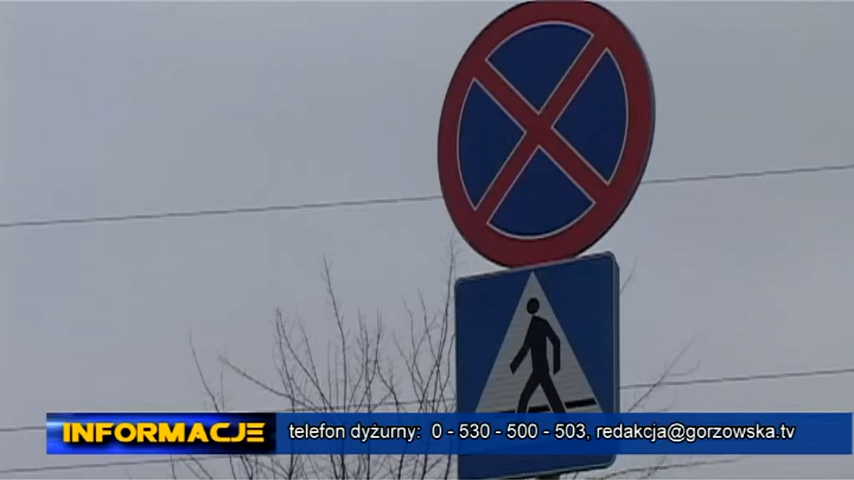 INFORMACJE telefon dyżurny: 0 - 530 - 500 - 503, redakcja@gorzowska.tv